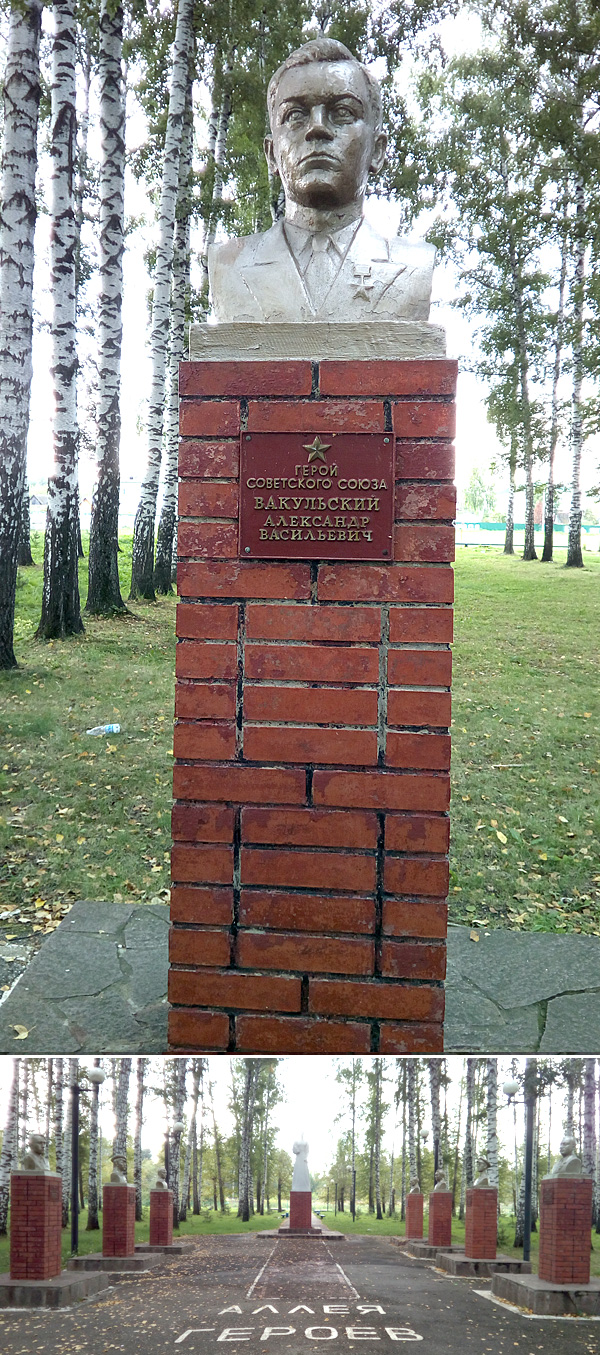 ГЕРОЙ
СОВЕТСКОГО СОЮЗА
ВАКУЛЬСКИЙ
АЛЕКСАНДР
ВАСИЛЬЕВИЧ
АЛЛЕЯ
ГЕРОЕВ